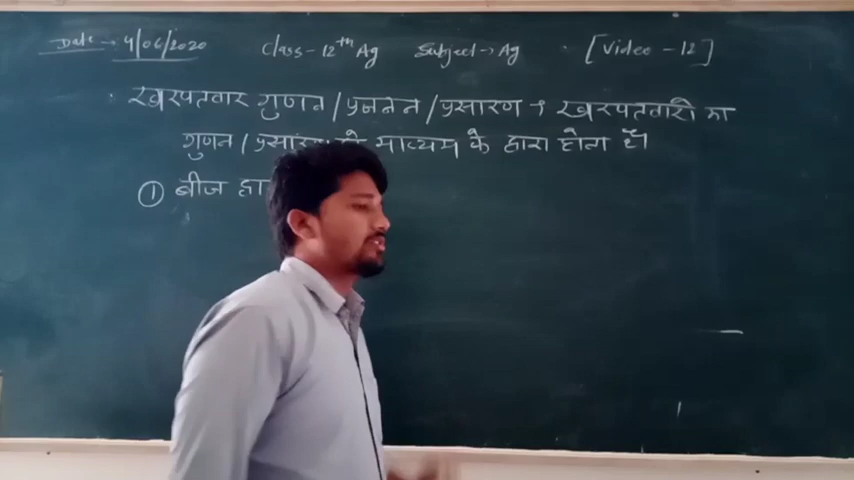 Date → 4/06/2020 Class - 12th Ag Subject → Ag [Video - 12]
खरपतवार गुणन / प्रजनन / प्रसारण → खरपतवारों का
गुणन / प्रसारण माध्यम के द्वारा होता है।
① बीज द्वा